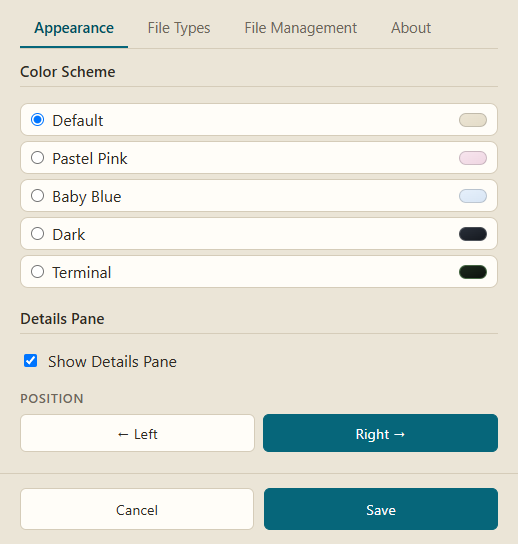 Appearance File Types File Management About
Color Scheme
Default
Pastel Pink
Baby Blue
Dark
Terminal
Details Pane
Show Details Pane
POSITION
← Left Right →
Cancel Save